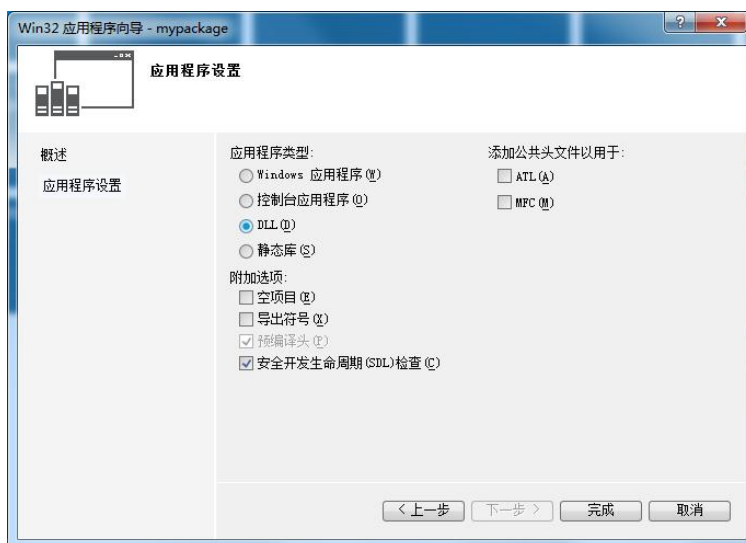 Win32 应用程序向导 - mypackage
应用程序设置
概述
应用程序设置
应用程序类型:
Windows 应用程序(W)
控制台应用程序(O)
DLL(D)
静态库(S)
附加选项:
空项目(E)
导出符号(X)
预编译头(P)
安全开发生命周期(SDL)检查(C)
添加公共头文件以用于:
ATL(A)
MFC(M)
< 上一步
下一步 >
完成
取消